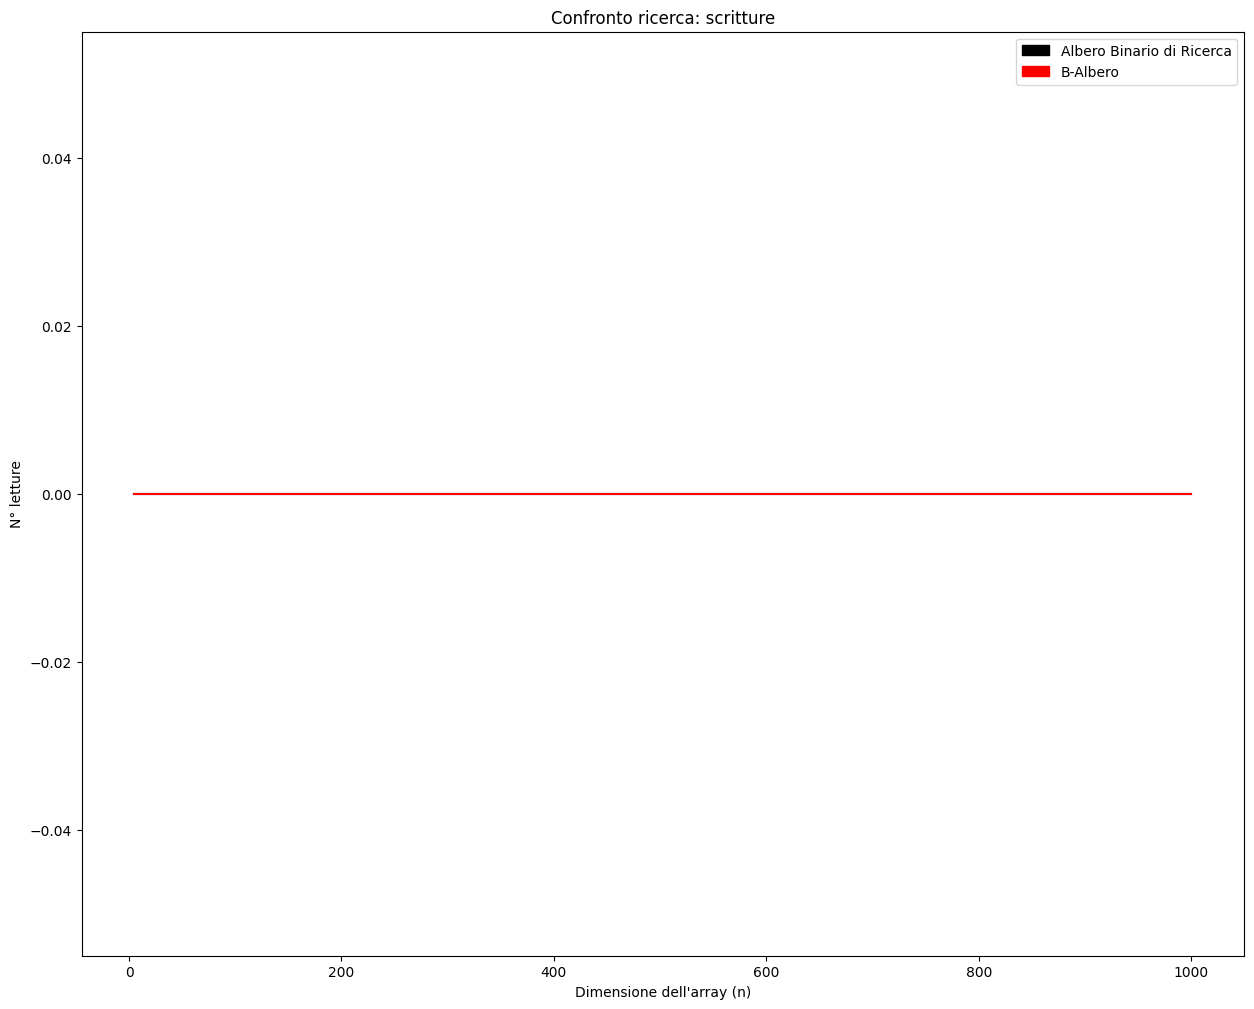 Confronto ricerca: scritture
Albero Binario di Ricerca
B-Albero
0.04
0.02
0.00
−0.02
−0.04
N° letture
0
200
400
600
800
1000
Dimensione dell'array (n)